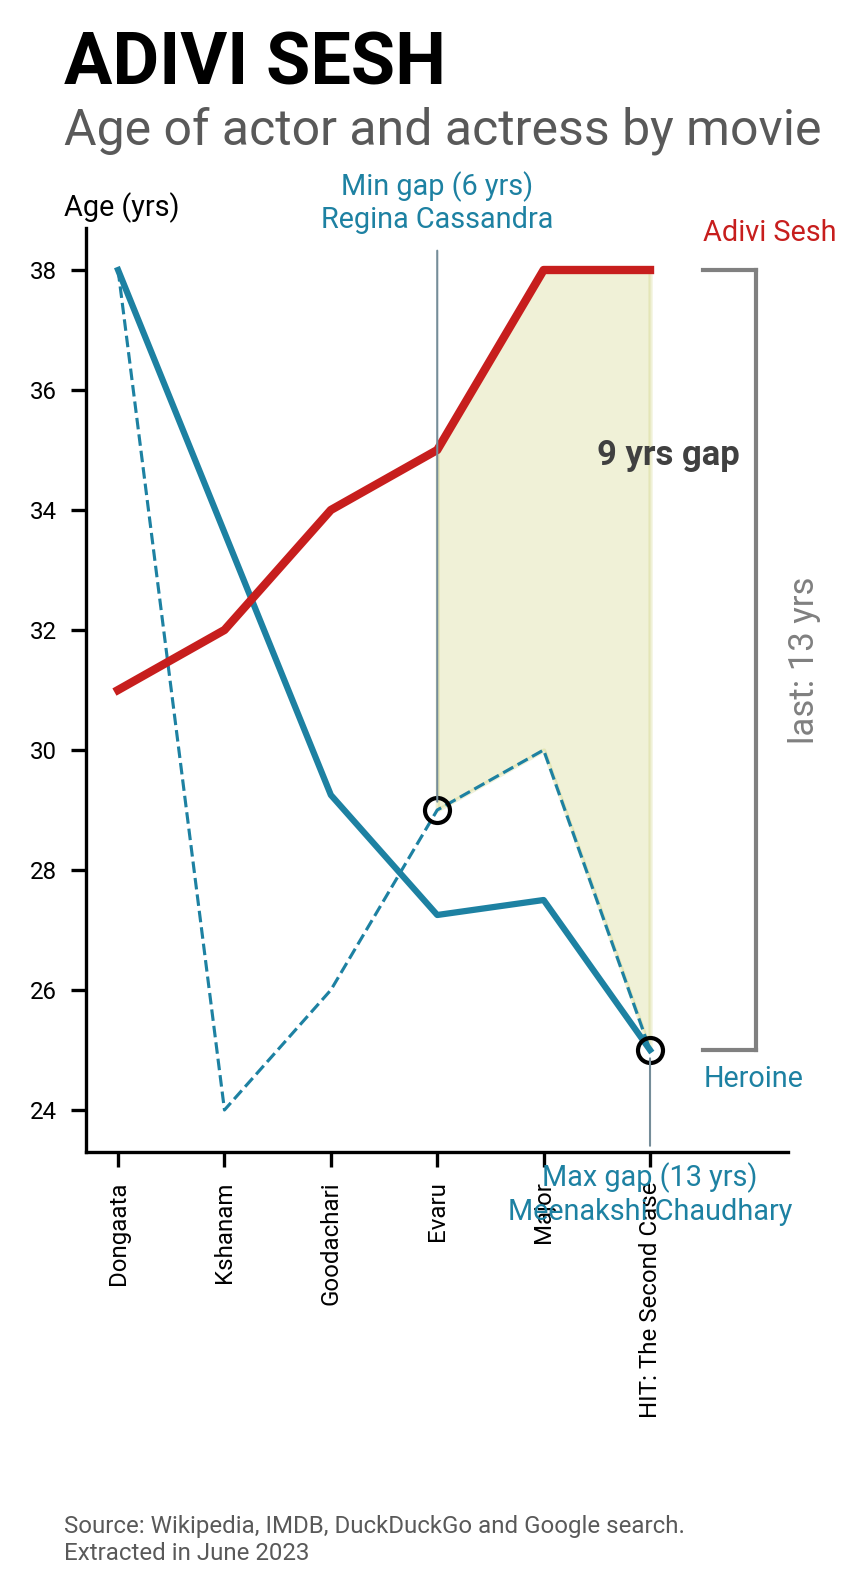 ADIVI SESH
Age of actor and actress by movie
Min gap (6 yrs)
Regina Cassandra
Age (yrs)
Adivi Sesh
38
36
34
32
30
28
26
24
9 yrs gap
last: 13 yrs
Heroine
Max gap (13 yrs)
Meenakshi Chaudhary
Dongaata
Kshanam
Goodachari
Evaru
Major
HIT: The Second Case
Source: Wikipedia, IMDB, DuckDuckGo and Google search.
Extracted in June 2023